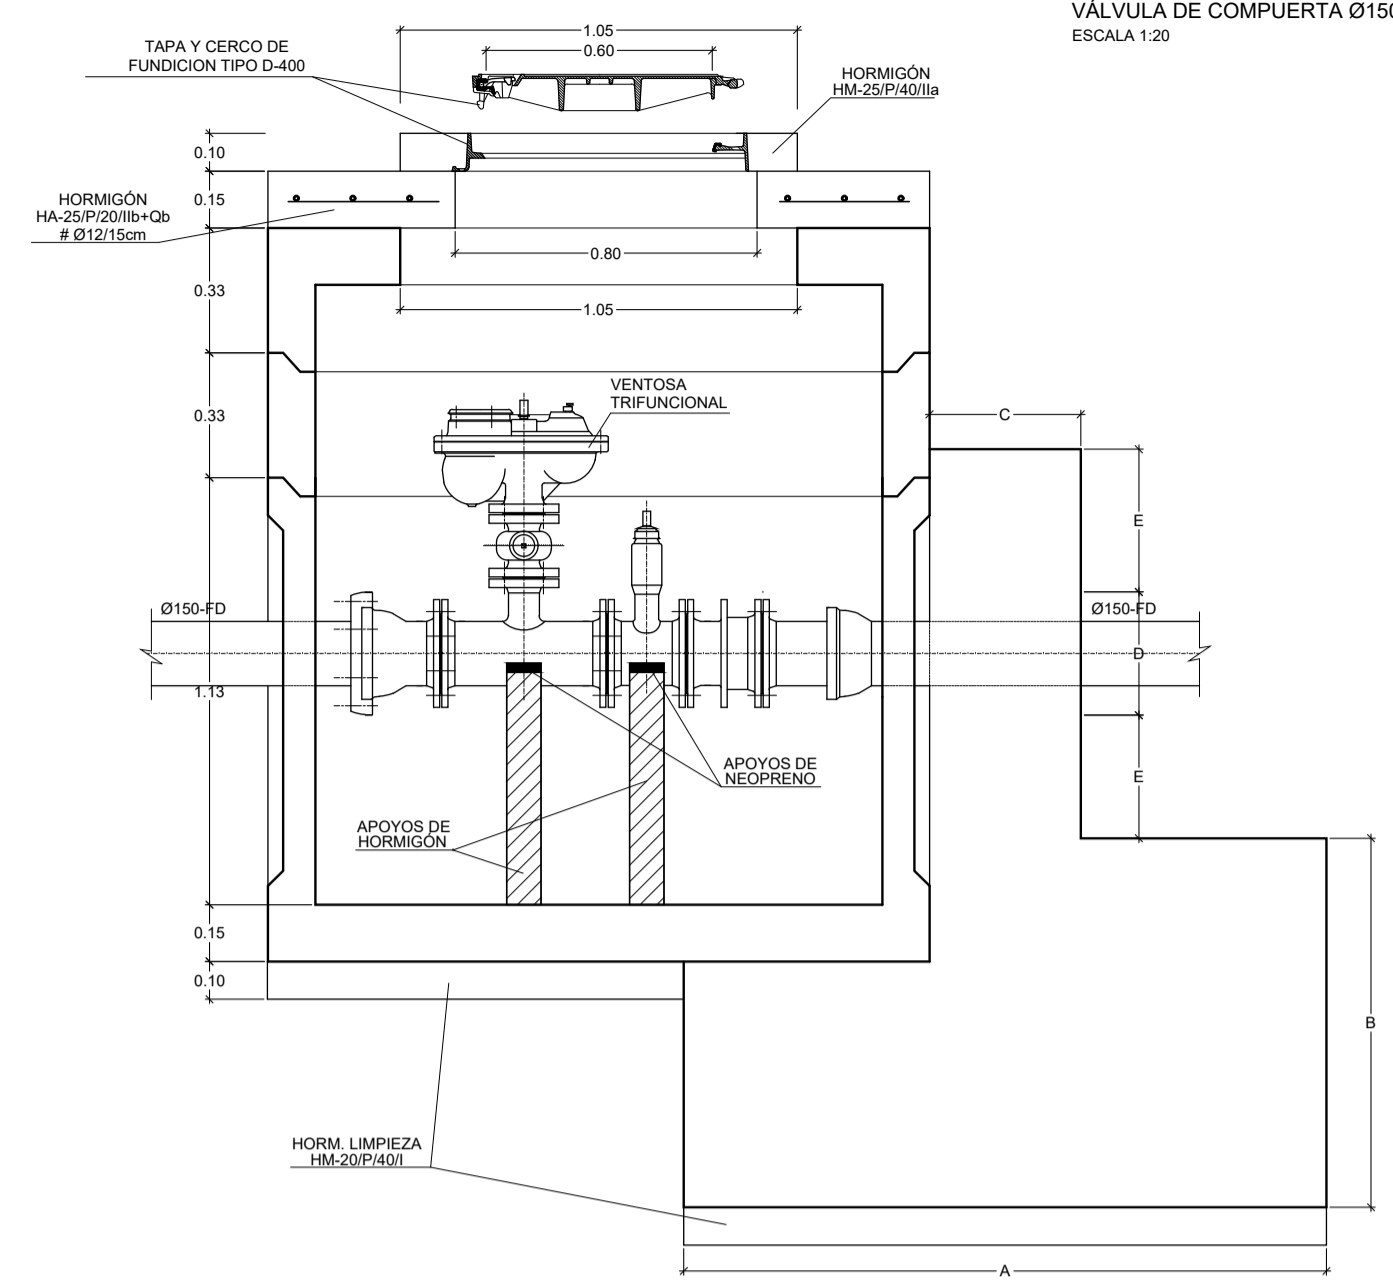 VÁLVULA DE COMPUERTA Ø150
ESCALA 1:20
1.05
0.60
TAPA Y CERCO DE
FUNDICION TIPO D-400
HORMIGÓN
HM-25/P/40/IIa
0.10
0.15
HORMIGÓN
HA-25/P/20/IIb+Qb
# Ø12/15cm
0.80
0.33
1.05
0.33
VENTOSA
TRIFUNCIONAL
C
E
Ø150-FD
Ø150-FD
D
1.13
APOYOS DE
NEOPRENO
E
APOYOS DE
HORMIGÓN
0.15
0.10
B
HORM. LIMPIEZA
HM-20/P/40/I
A